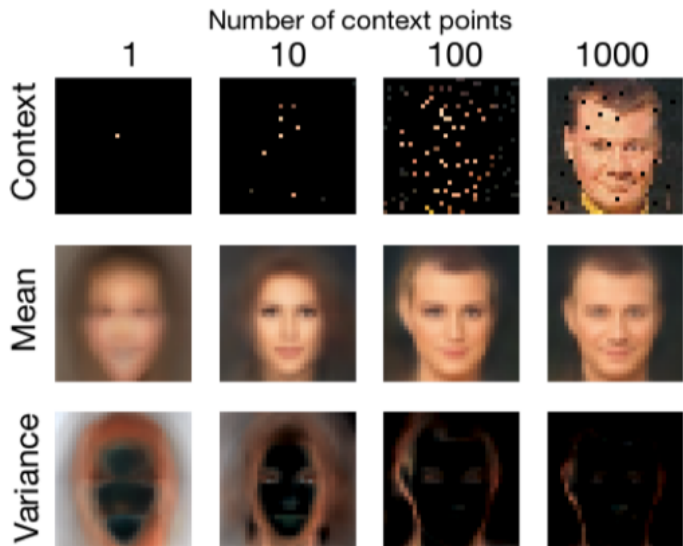 Number of context points
1 10 100 1000
Context
Mean
Variance